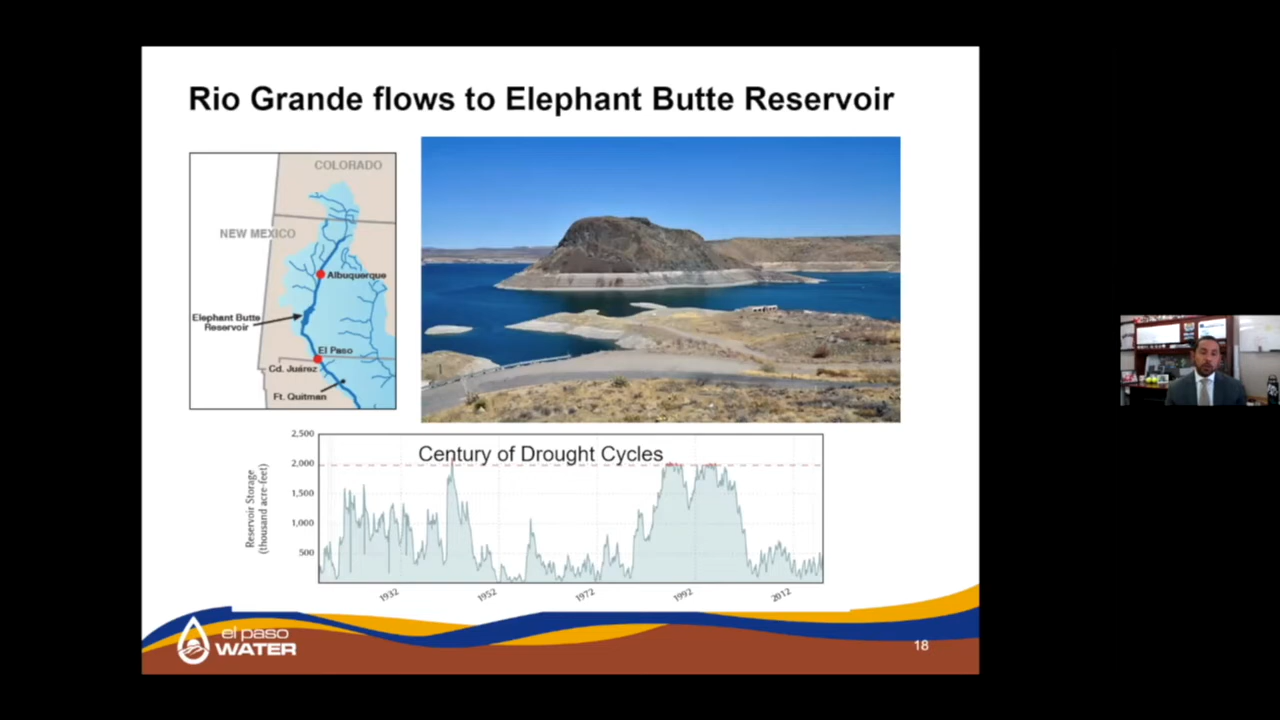 Rio Grande flows to Elephant Butte Reservoir
COLORADO
NEW MEXICO
Albuquerque
Elephant Butte
Reservoir
El Paso
Cd. Juárez
Ft. Quitman
Century of Drought Cycles
Reservoir Storage
(thousand acre-feet)
2,500
2,000
1,500
1,000
500
1932
1952
1972
1992
2012
el paso
WATER
18